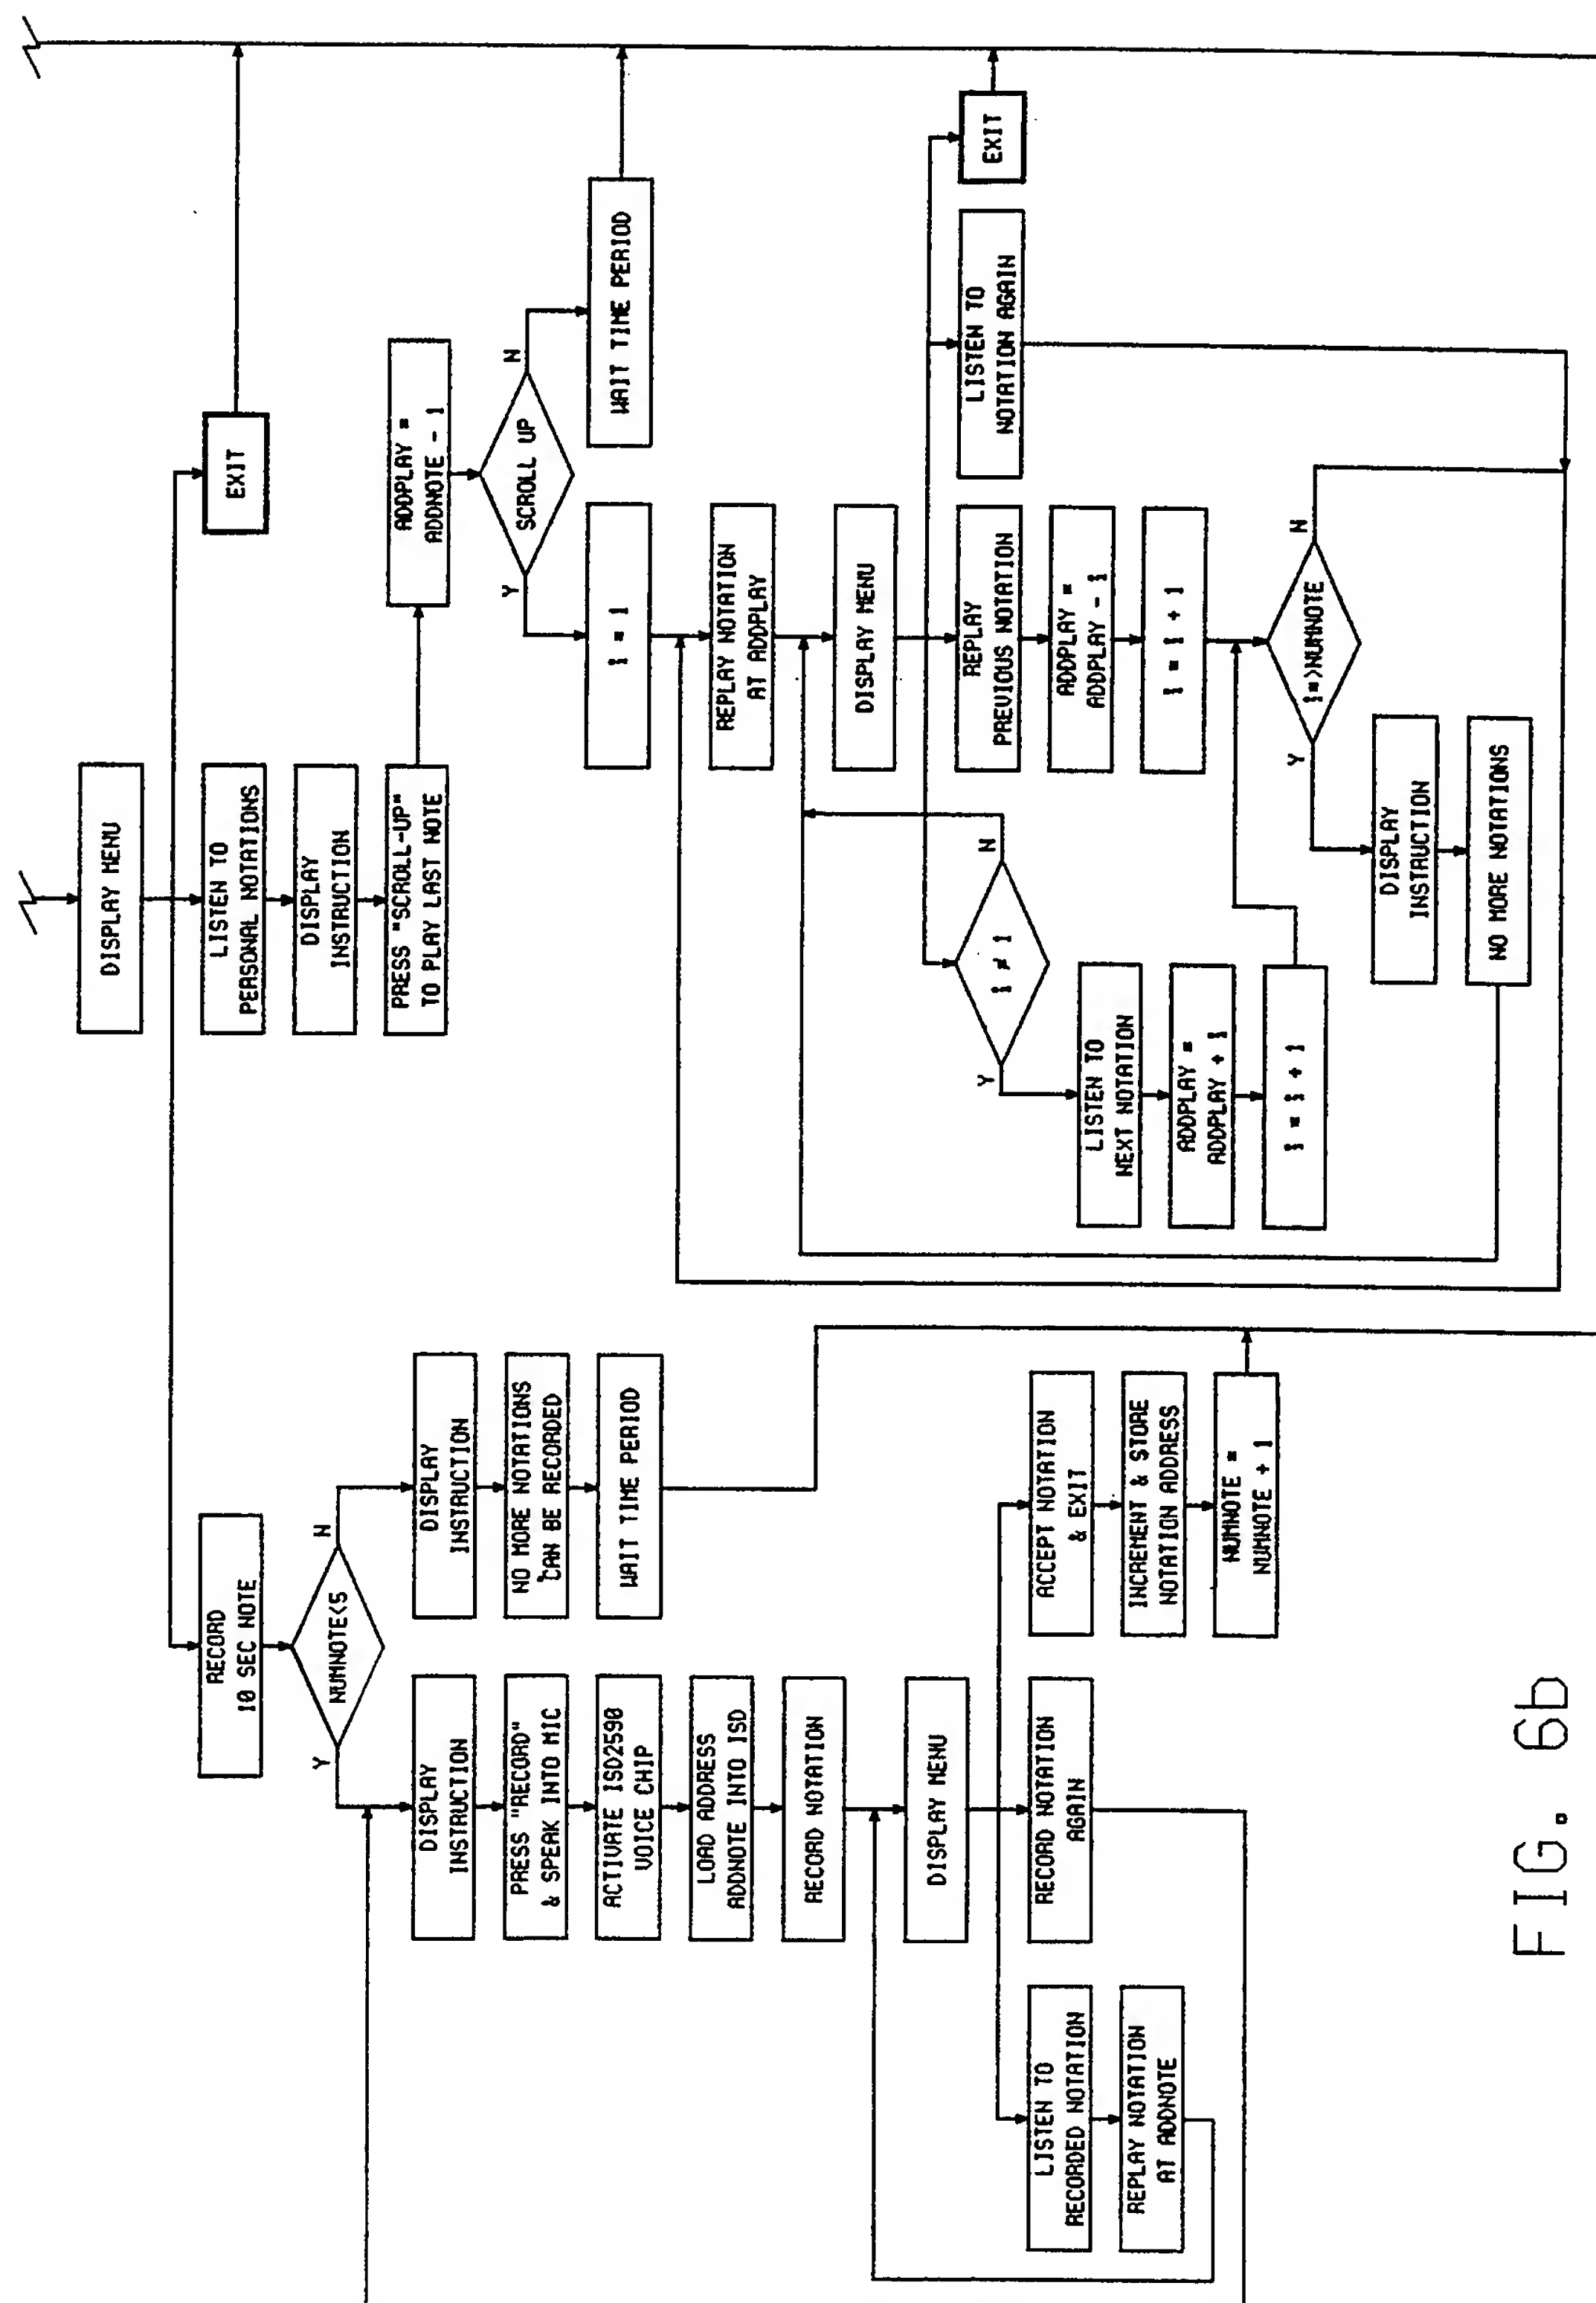 DISPLAY MENU
RECORD
10 SEC NOTE
LISTEN TO
PERSONAL NOTATIONS
EXIT
NUMNOTE<5
Y
N
DISPLAY
INSTRUCTION
PRESS "SCROLL-UP"
TO PLAY LAST NOTE
ADDPLAY =
ADDNOTE - 1
DISPLAY
INSTRUCTION
PRESS "RECORD"
& SPEAK INTO MIC
ACTIVATE ISD2590
VOICE CHIP
LOAD ADDRESS
ADDNOTE INTO ISD
RECORD NOTATION
DISPLAY MENU
LISTEN TO
RECORDED NOTATION
REPLAY NOTATION
AT ADDNOTE
RECORD NOTATION
AGAIN
ACCEPT NOTATION
& EXIT
INCREMENT & STORE
NOTATION ADDRESS
NUMNOTE =
NUMNOTE + 1
DISPLAY
INSTRUCTION
NO MORE NOTATIONS
CAN BE RECORDED
WAIT TIME PERIOD
SCROLL UP
Y
N
WAIT TIME PERIOD
i = 1
REPLAY NOTATION
AT ADDPLAY
DISPLAY MENU
i ≠ 1
Y
N
LISTEN TO
NEXT NOTATION
ADDPLAY =
ADDPLAY + 1
i = i + 1
REPLAY
PREVIOUS NOTATION
ADDPLAY =
ADDPLAY - i
i = i + 1
LISTEN TO
NOTATION AGAIN
EXIT
i=>NUMNOTE
Y
N
DISPLAY
INSTRUCTION
NO MORE NOTATIONS
FIG. 6b